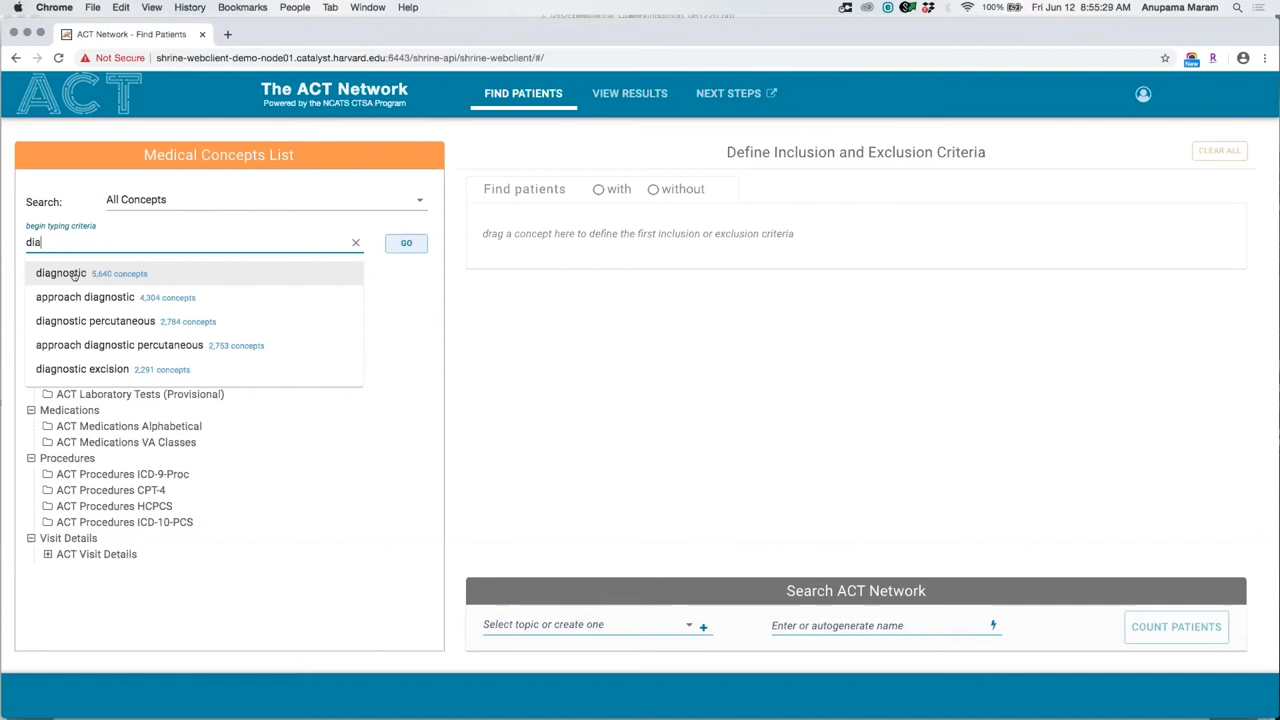 Chrome File Edit View History Bookmarks People Tab Window Help 100% Fri Jun 12 8:55:29 AM Anupama Maram
ACT Network - Find Patients
Not Secure shrine-webclient-demo-node01.catalyst.harvard.edu:6443/shrine-api/shrine-webclient/#/
New R
ACT
The ACT Network
Powered by the NCATS CTSA Program
FIND PATIENTS VIEW RESULTS NEXT STEPS
Medical Concepts List
Search: All Concepts
begin typing criteria
dia
GO
diagnostic 5,640 concepts
approach diagnostic 4,304 concepts
diagnostic percutaneous 2,784 concepts
approach diagnostic percutaneous 2,753 concepts
diagnostic excision 2,291 concepts
ACT Laboratory Tests (Provisional)
Medications
ACT Medications Alphabetical
ACT Medications VA Classes
Procedures
ACT Procedures ICD-9-Proc
ACT Procedures CPT-4
ACT Procedures HCPCS
ACT Procedures ICD-10-PCS
Visit Details
ACT Visit Details
Define Inclusion and Exclusion Criteria
CLEAR ALL
Find patients with without
drag a concept here to define the first inclusion or exclusion criteria
Search ACT Network
Select topic or create one
Enter or autogenerate name
COUNT PATIENTS